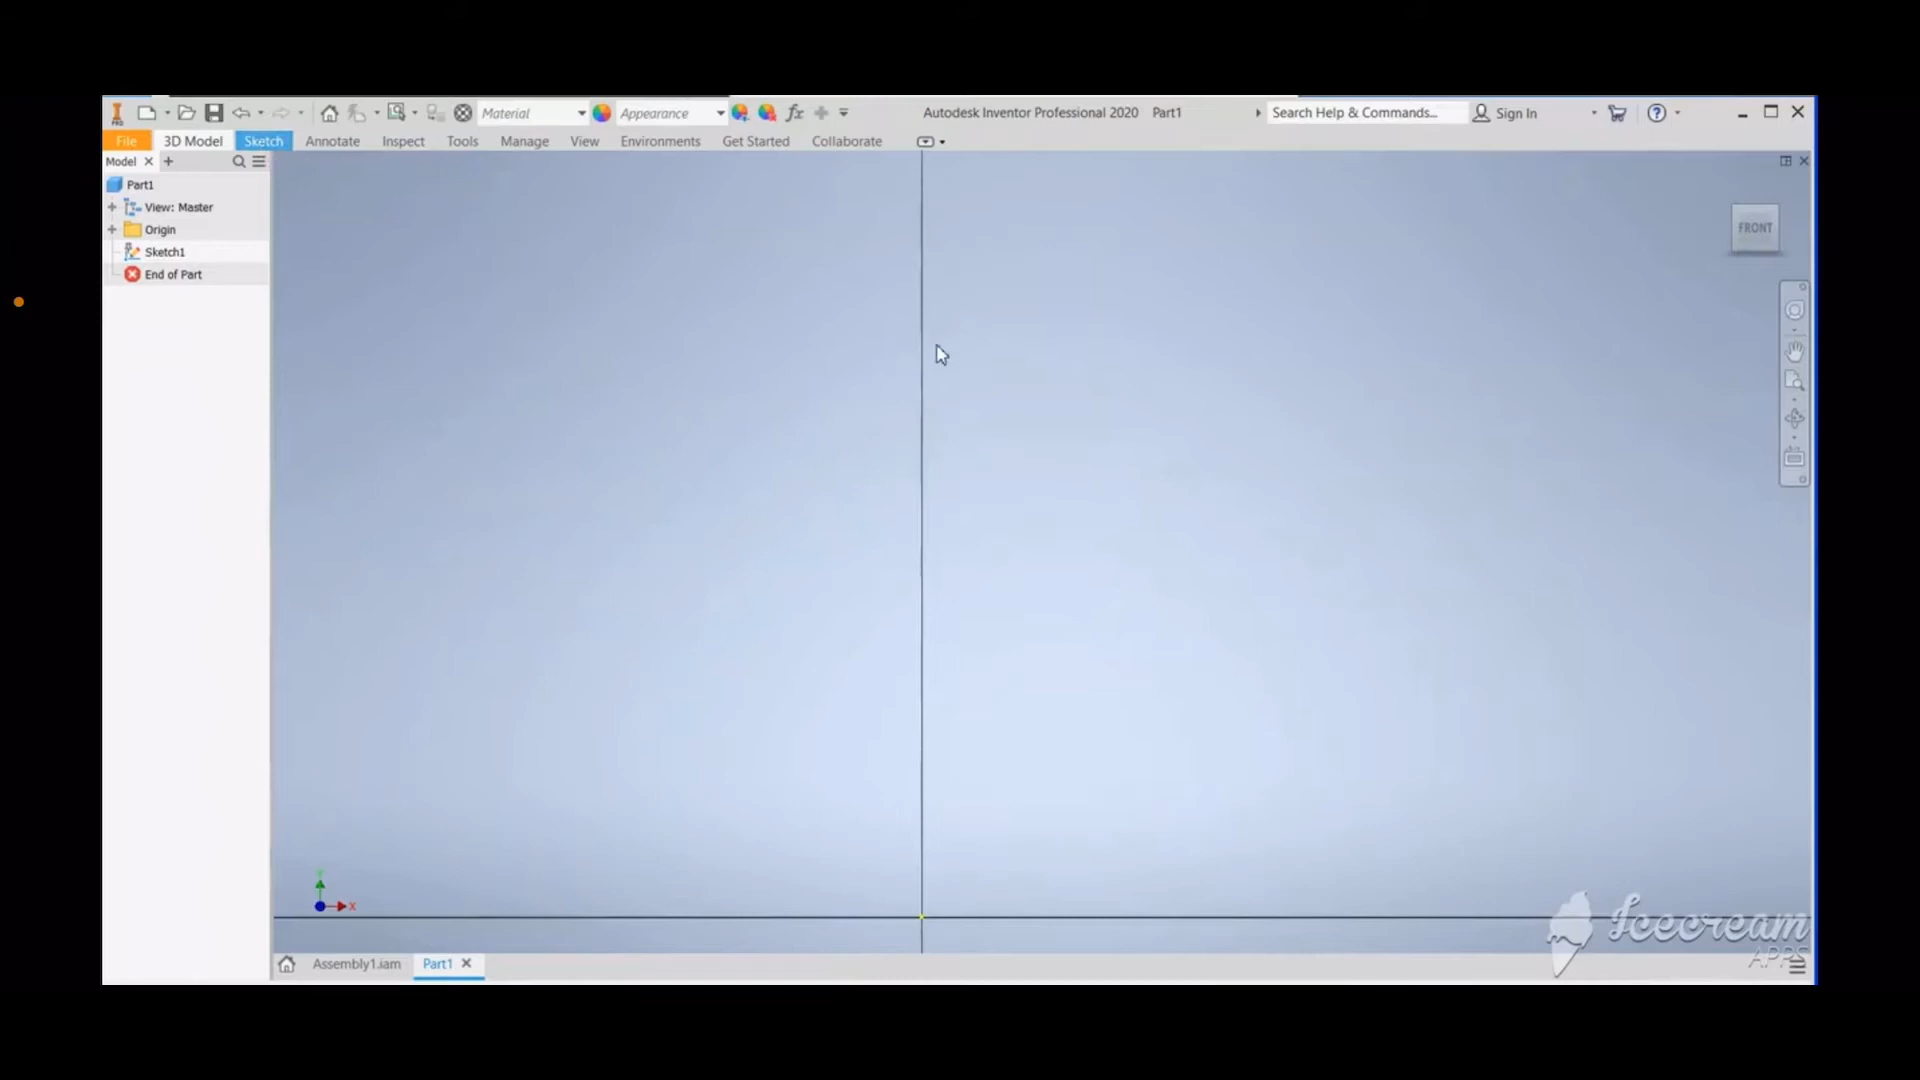 Material Appearance Autodesk Inventor Professional 2020 Part1 Search Help & Commands... Sign In
File 3D Model Sketch Annotate Inspect Tools Manage View Environments Get Started Collaborate
Model
Part1
View: Master
Origin
Sketch1
End of Part
FRONT
X
Icecream
APPS
Assembly1.iam Part1